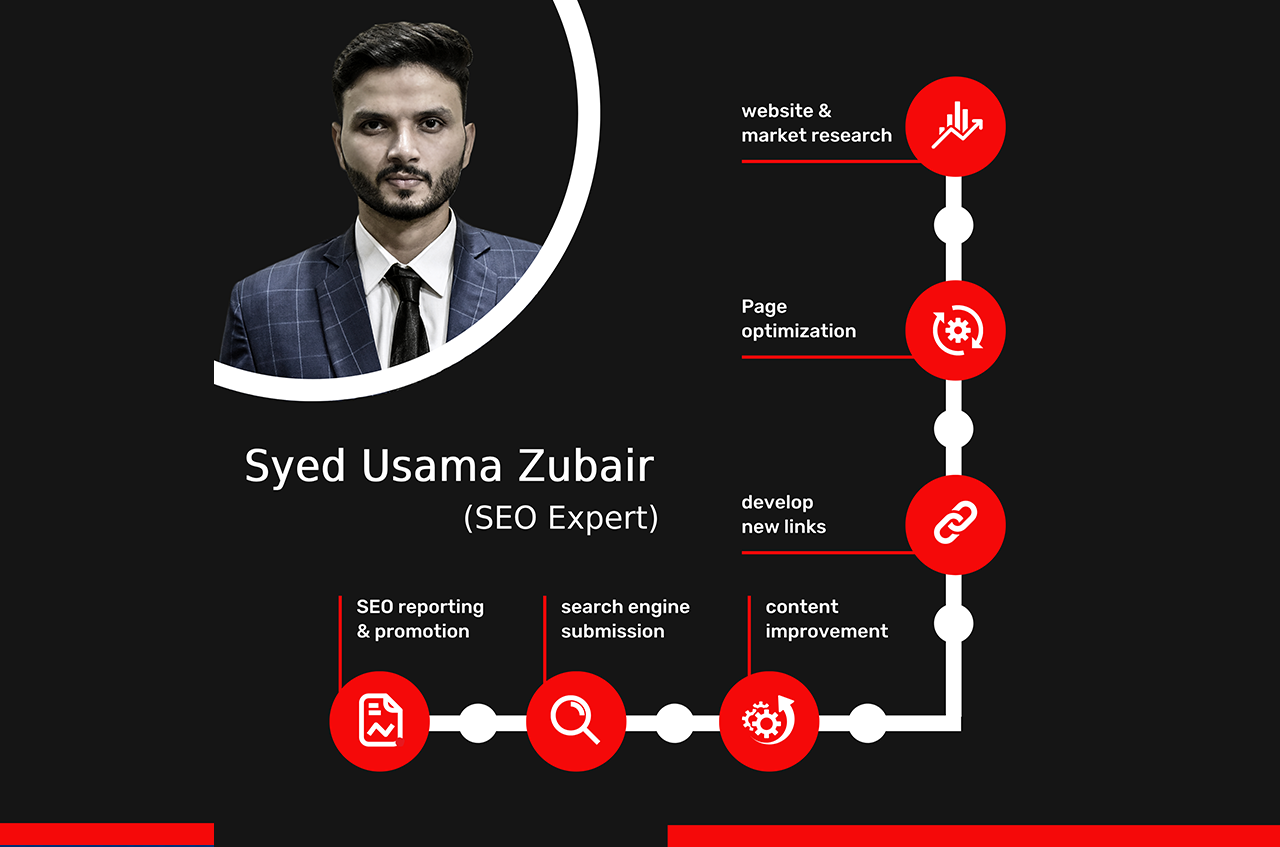 website &
market research
Page
optimization
Syed Usama Zubair
(SEO Expert)
develop
new links
SEO reporting
& promotion
search engine
submission
content
improvement